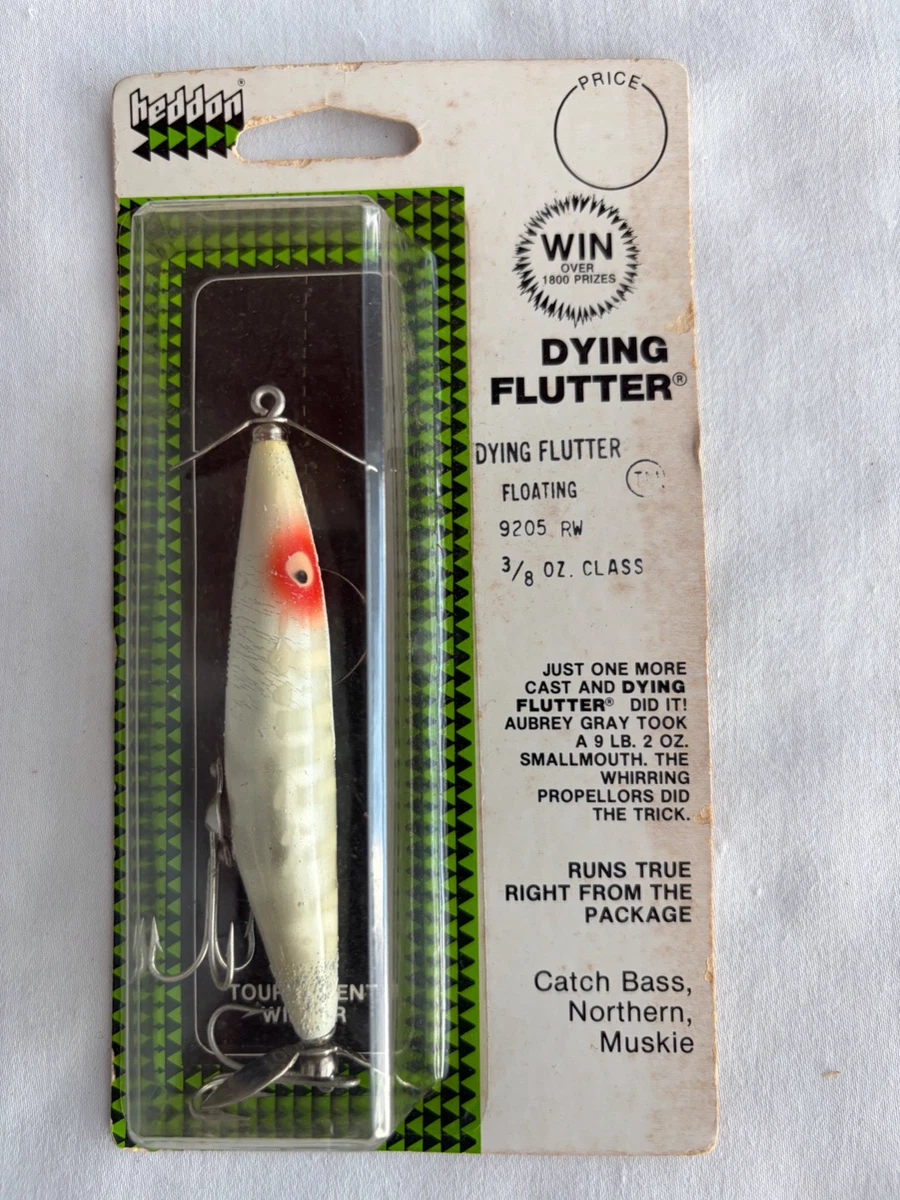 heddon®
PRICE
WIN
OVER
1800 PRIZES
DYING
FLUTTER®
DYING FLUTTER
FLOATING
9205 RW
3/8 OZ. CLASS
JUST ONE MORE
CAST AND DYING
FLUTTER® DID IT!
AUBREY GRAY TOOK
A 9 LB. 2 OZ.
SMALLMOUTH. THE
WHIRRING
PROPELLORS DID
THE TRICK.
RUNS TRUE
RIGHT FROM THE
PACKAGE
Catch Bass,
Northern,
Muskie